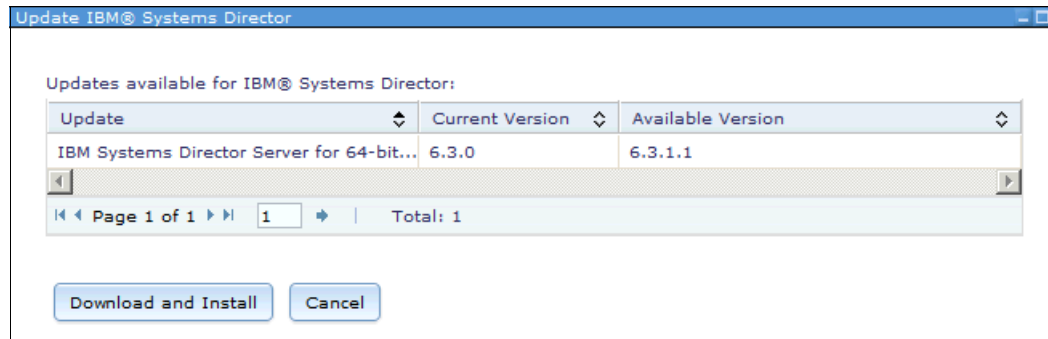 Update IBM® Systems Director
Updates available for IBM® Systems Director:
Update Current Version Available Version
IBM Systems Director Server for 64-bit... 6.3.0 6.3.1.1
Page 1 of 1 1 Total: 1
Download and Install Cancel